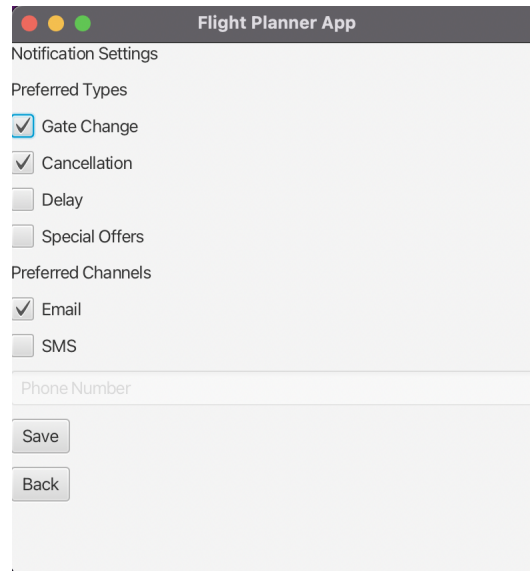 Flight Planner App
Notification Settings
Preferred Types
Gate Change
Cancellation
Delay
Special Offers
Preferred Channels
Email
SMS
Phone Number
Save
Back